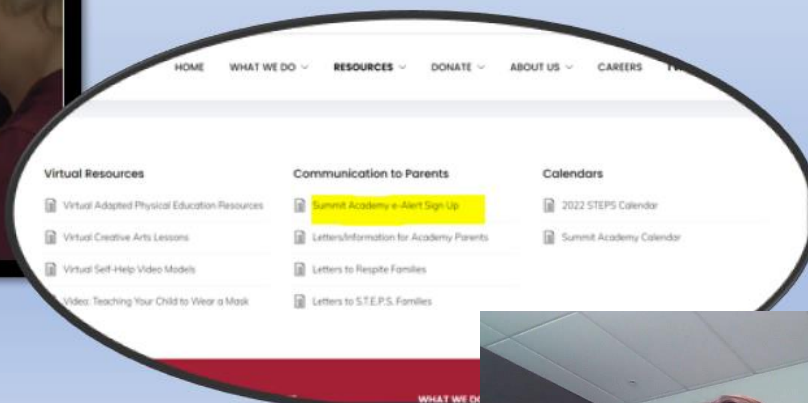 HOME WHAT WE DO RESOURCES DONATE ABOUT US CAREERS
Virtual Resources
Virtual Adapted Physical Education Resources
Virtual Creative Arts Lessons
Virtual Self-Help Video Models
Video: Teaching Your Child to Wear a Mask
Communication to Parents
Summit Academy e-Alert Sign Up
Letters/Information for Academy Parents
Letters to Respite Families
Letters to S.T.E.P.S. Families
Calendars
2022 STEPS Calendar
Summit Academy Calendar
WHAT WE DO